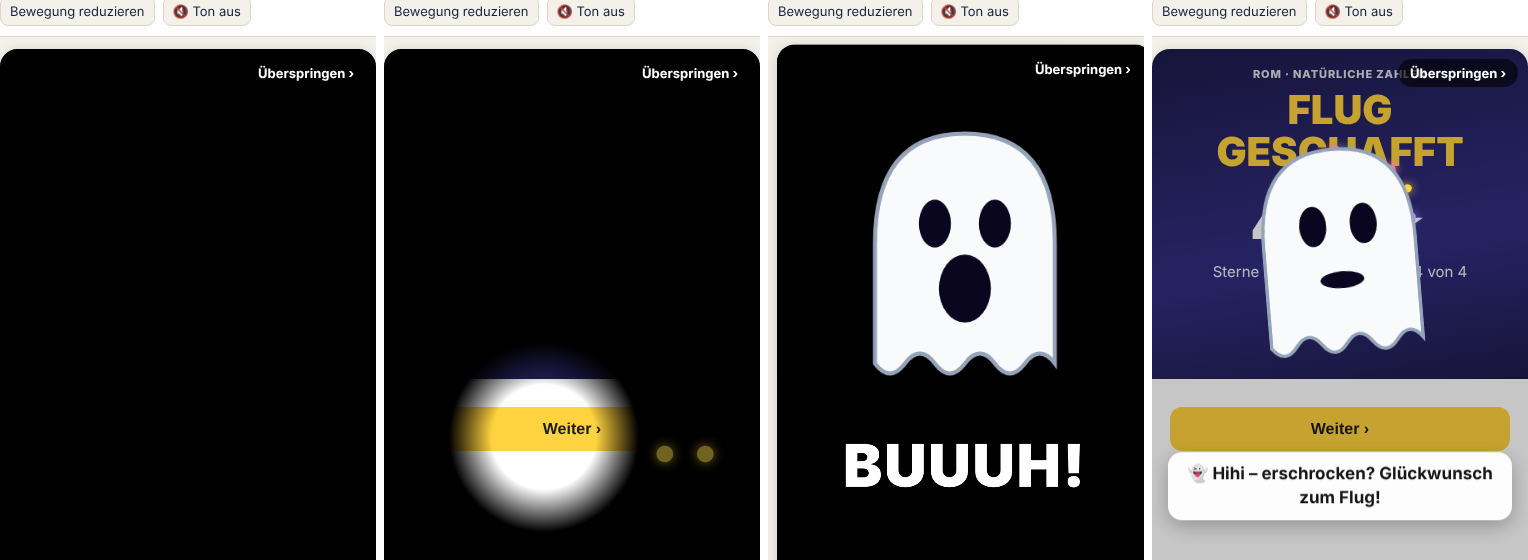 Bewegung reduzieren 🔇 Ton aus
Überspringen ›
Bewegung reduzieren 🔇 Ton aus
Überspringen ›
Weiter ›
Bewegung reduzieren 🔇 Ton aus
Überspringen ›
BUUUH!
Bewegung reduzieren 🔇 Ton aus
ROM · NATÜRLICHE
Überspringen ›
FLUG
GESCHAFFT
Sterne
4 von 4
Weiter ›
👻 Hihi – erschrocken? Glückwunsch
zum Flug!